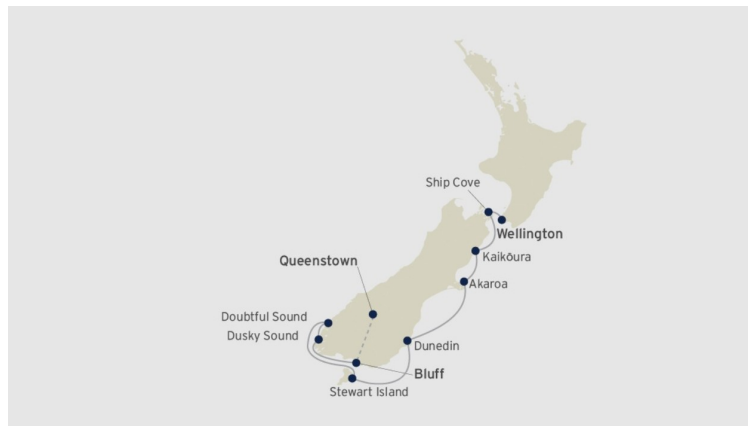 Ship Cove
Wellington
Kaikōura
Queenstown
Akaroa
Doubtful Sound
Dusky Sound
Dunedin
Bluff
Stewart Island